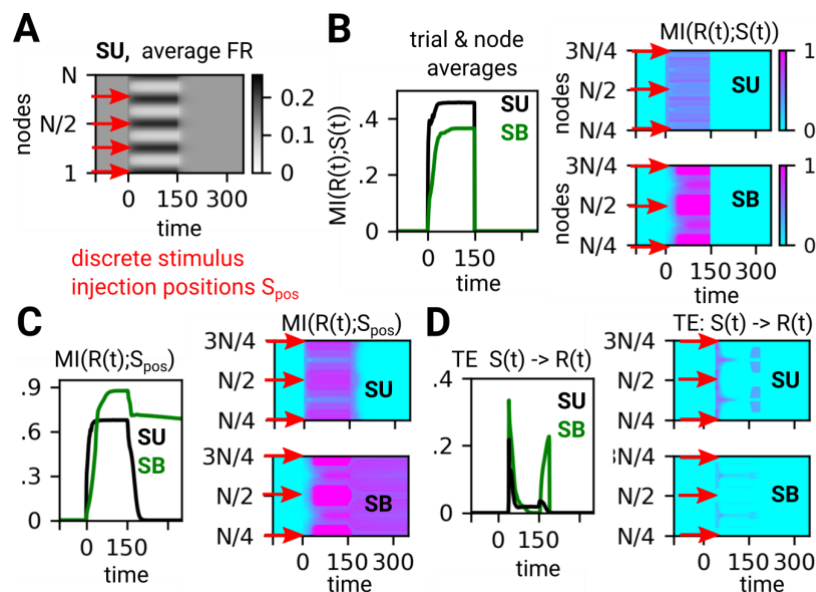 A
SU, average FR
N
nodes
N/2
1
0.2
0.1
0
0 150 300
time
discrete stimulus
injection positions Spos
B
trial & node
averages
MI(R(t);S(t))
.4
.2
0
SU
SB
0 150
time
MI(R(t);S(t))
3N/4
nodes
N/2
N/4
SU
1
0
3N/4
nodes
N/2
N/4
SB
1
0
0 150 300
time
C
MI(R(t);Spos)
.9
.6
.3
0
SU
SB
0 150
time
MI(R(t);Spos)
3N/4
N/2
N/4
SU
3N/4
N/2
N/4
SB
0 150 300
time
D
TE S(t) -> R(t)
.4
.2
0
SU
SB
0 150
time
TE: S(t) -> R(t)
3N/4
N/2
N/4
SU
3N/4
N/2
N/4
SB
0 150 300
time